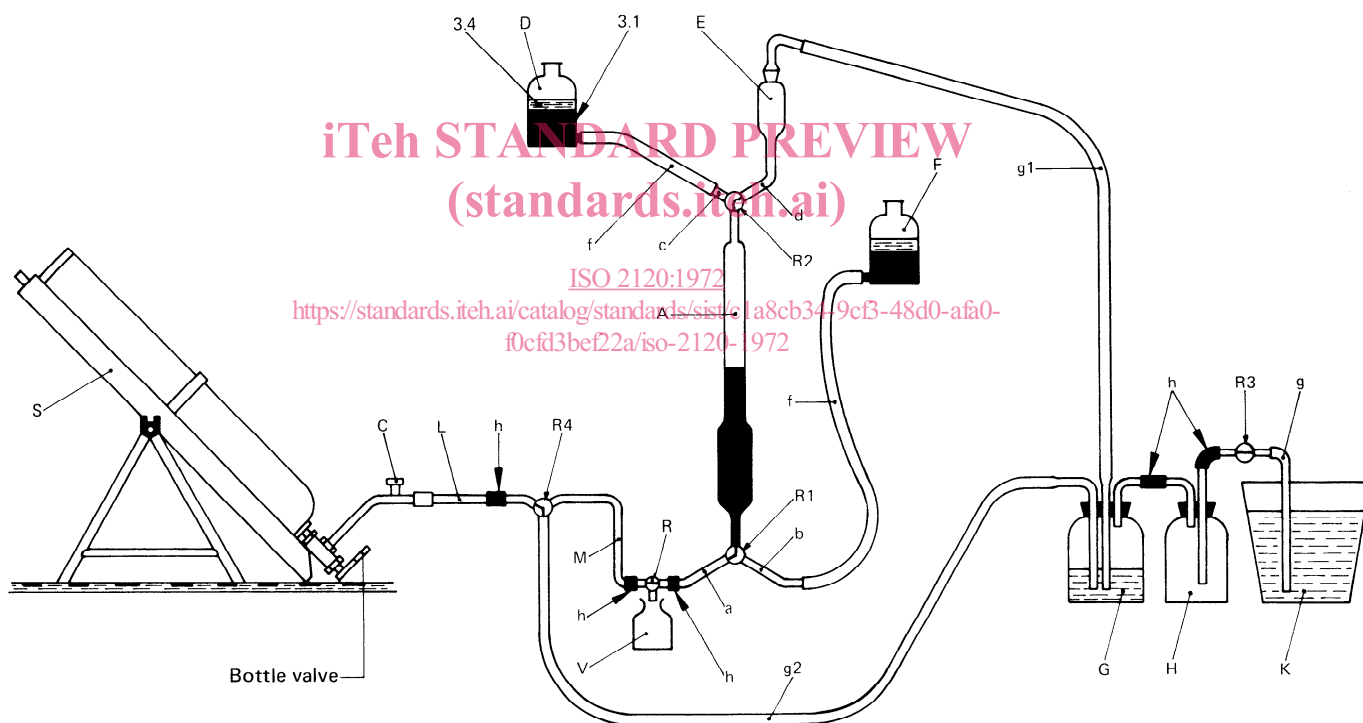 3.4
D
3.1
E
iTeh STANDARD PREVIEW
(standards.iteh.ai)
F
g1
f
c
d
R2
ISO 2120:1972
https://standards.iteh.ai/catalog/standards/sist/c1a8cb34-9cf3-48d0-afa0-
f0cfd3bef22a/iso-2120-1972
A
S
C
L
h
R4
f
h
R3
g
M
R
R1
b
h
a
V
h
G
H
K
Bottle valve
g2